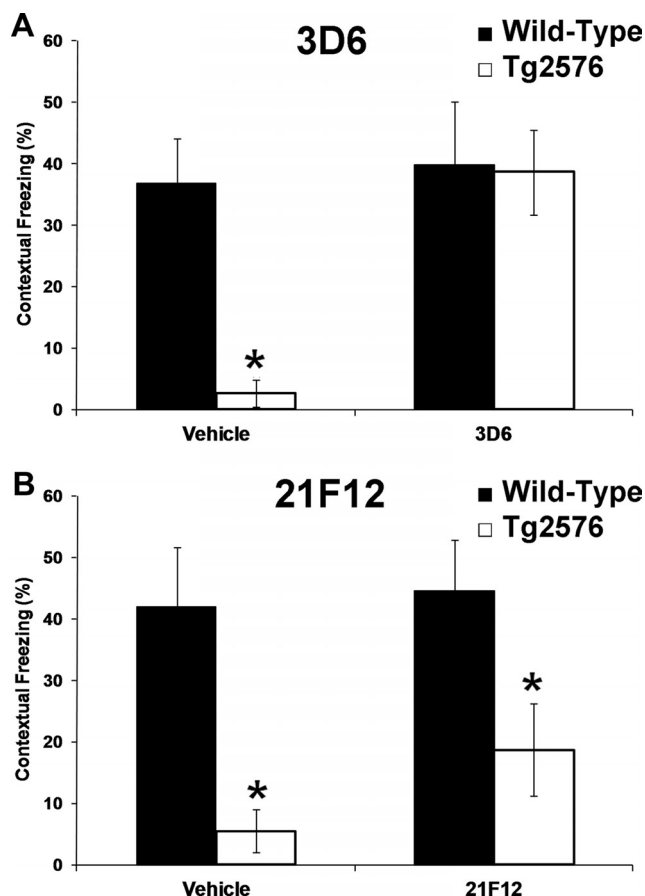 A
3D6
Wild-Type
Tg2576
Contextual Freezing (%)
60
50
40
30
20
10
0
*
Vehicle
3D6
B
21F12
Wild-Type
Tg2576
Contextual Freezing (%)
60
50
40
30
20
10
0
*
*
Vehicle
21F12